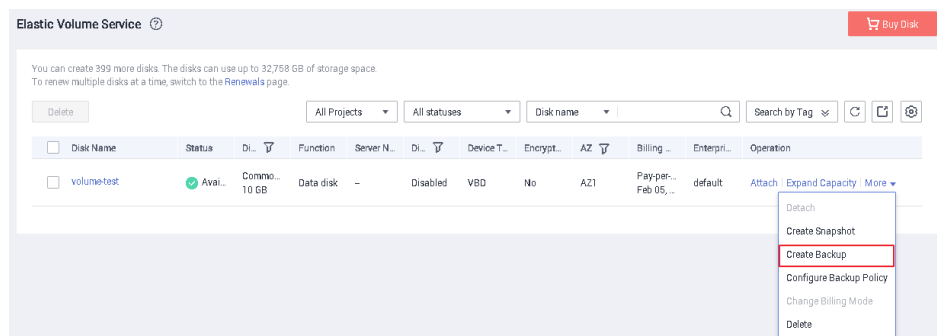 Elastic Volume Service
Buy Disk
You can create 399 more disks. The disks can use up to 32,758 GB of storage space.
To renew multiple disks at a time, switch to the Renewals page.
Delete
All Projects
All statuses
Disk name
Search by Tag
Disk Name Status Di... Function Server N... Di... Device T... Encrypt... AZ Billing ... Enterpri... Operation
volume-test Avai... Commo... 10 GB Data disk – Disabled VBD No AZ1 Pay-per-... Feb 05, ... default Attach Expand Capacity More
Detach
Create Snapshot
Create Backup
Configure Backup Policy
Change Billing Mode
Delete